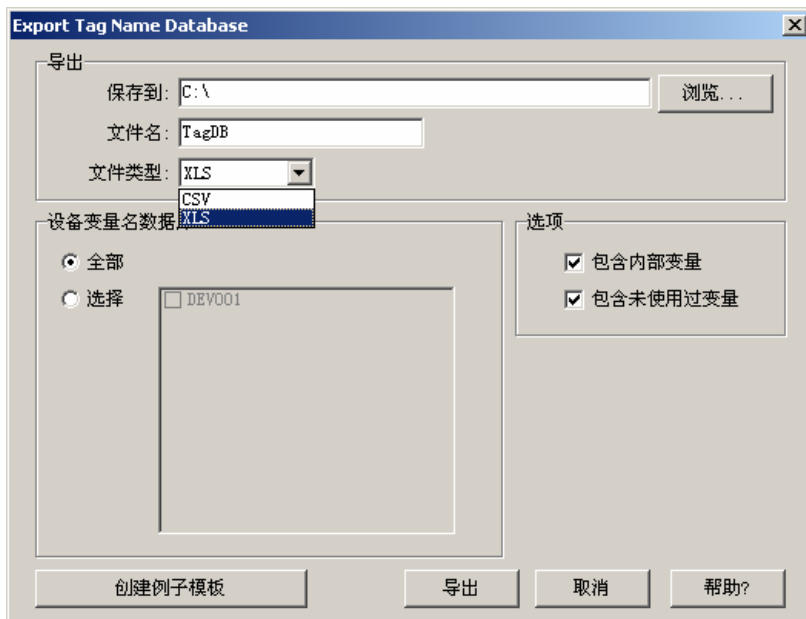 Export Tag Name Database
导出
保存到: C:\
浏览...
文件名: TagDB
文件类型: XLS
CSV
XLS
设备变量名数据
全部
选择
DEV001
选项
包含内部变量
包含未使用过变量
创建例子模板
导出
取消
帮助?